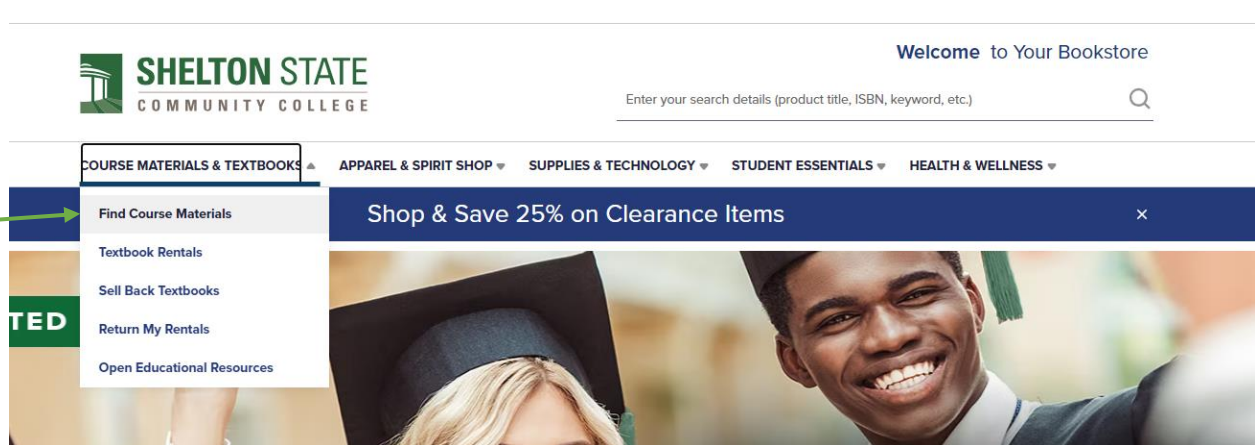 Welcome to Your Bookstore
SHELTON STATE
COMMUNITY COLLEGE
Enter your search details (product title, ISBN, keyword, etc.)
COURSE MATERIALS & TEXTBOOKS APPAREL & SPIRIT SHOP SUPPLIES & TECHNOLOGY STUDENT ESSENTIALS HEALTH & WELLNESS
Find Course Materials
Shop & Save 25% on Clearance Items
Textbook Rentals
Sell Back Textbooks
TED
Return My Rentals
Open Educational Resources